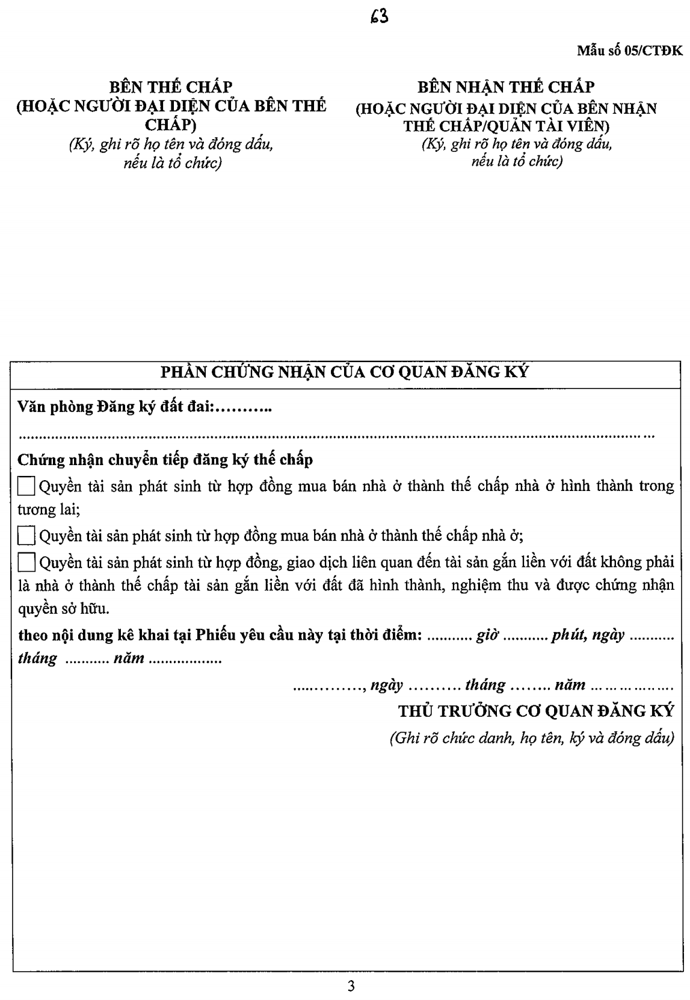 63
Mẫu số 05/CTĐK
BÊN THẾ CHẤP
(HOẶC NGƯỜI ĐẠI DIỆN CỦA BÊN THẾ
CHẤP)
(Ký, ghi rõ họ tên và đóng dấu,
nếu là tổ chức)
BÊN NHẬN THẾ CHẤP
(HOẶC NGƯỜI ĐẠI DIỆN CỦA BÊN NHẬN
THẾ CHẤP/QUẢN TÀI VIÊN)
(Ký, ghi rõ họ tên và đóng dấu,
nếu là tổ chức)
PHẦN CHỨNG NHẬN CỦA CƠ QUAN ĐĂNG KÝ
Văn phòng Đăng ký đất đai:...........
................................................................................
Chứng nhận chuyển tiếp đăng ký thế chấp
Quyền tài sản phát sinh từ hợp đồng mua bán nhà ở thành thế chấp nhà ở hình thành trong
tương lai;
Quyền tài sản phát sinh từ hợp đồng mua bán nhà ở thành thế chấp nhà ở;
Quyền tài sản phát sinh từ hợp đồng, giao dịch liên quan đến tài sản gắn liền với đất không phải
là nhà ở thành thế chấp tài sản gắn liền với đất đã hình thành, nghiệm thu và được chứng nhận
quyền sở hữu.
theo nội dung kê khai tại Phiếu yêu cầu này tại thời điểm: ........... giờ ........... phút, ngày ...........
tháng ........... năm ..................
................., ngày .......... tháng ........ năm ..................
THỦ TRƯỞNG CƠ QUAN ĐĂNG KÝ
(Ghi rõ chức danh, họ tên, ký và đóng dấu)
3